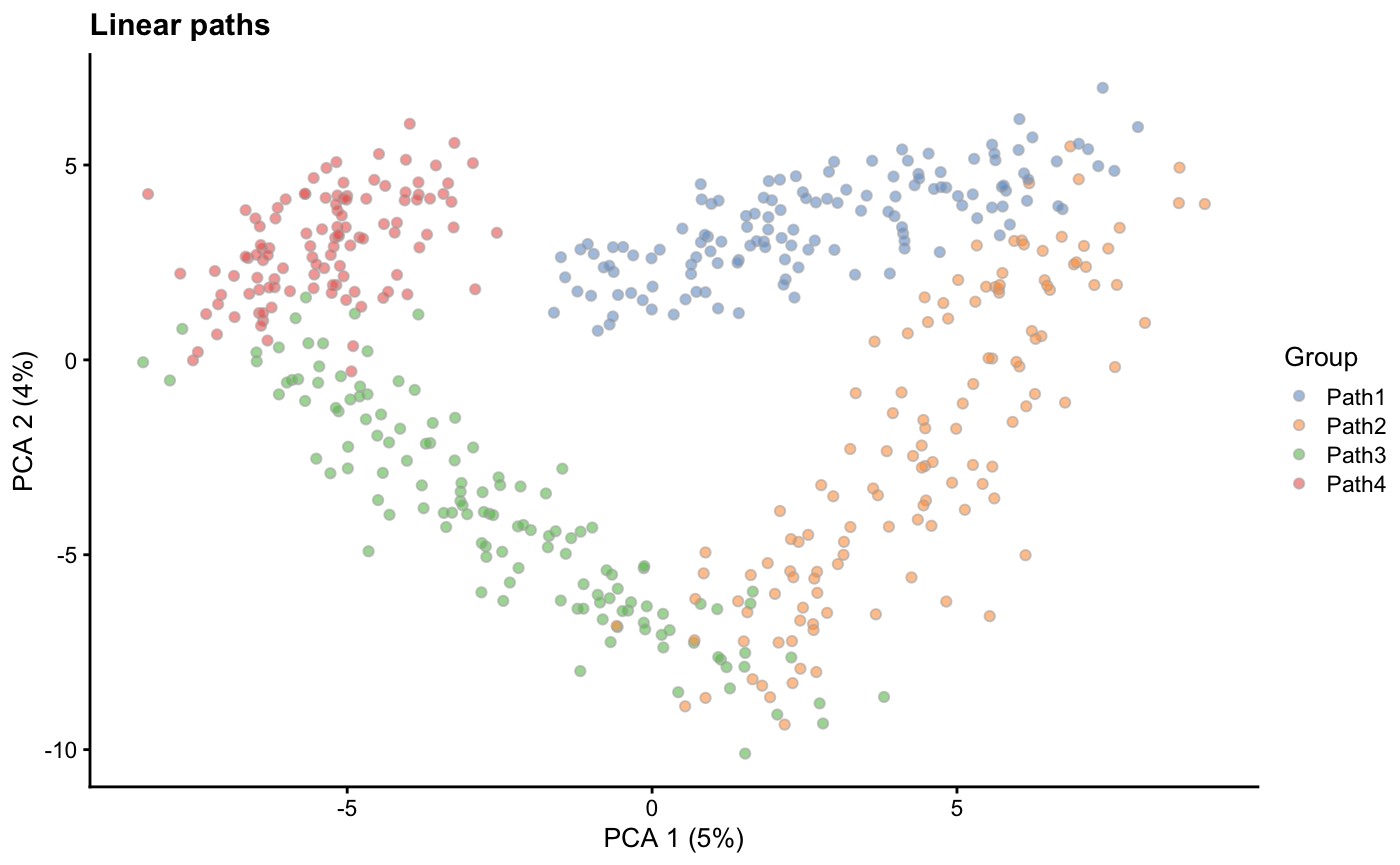 Linear paths
PCA 2 (4%)
5
0
-5
-10
-5
0
5
PCA 1 (5%)
Group
Path1
Path2
Path3
Path4